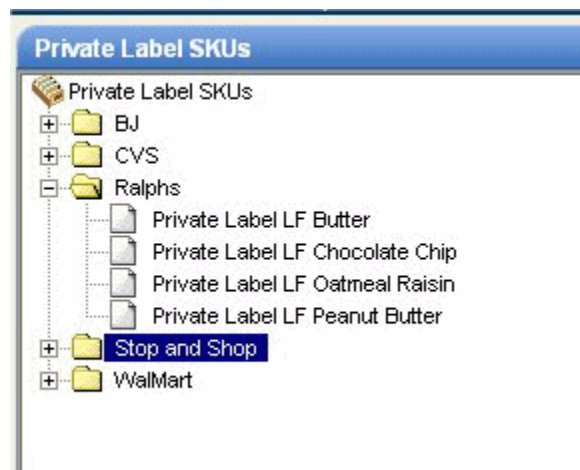 Private Label SKUs
Private Label SKUs
BJ
CVS
Ralphs
Private Label LF Butter
Private Label LF Chocolate Chip
Private Label LF Oatmeal Raisin
Private Label LF Peanut Butter
Stop and Shop
WalMart